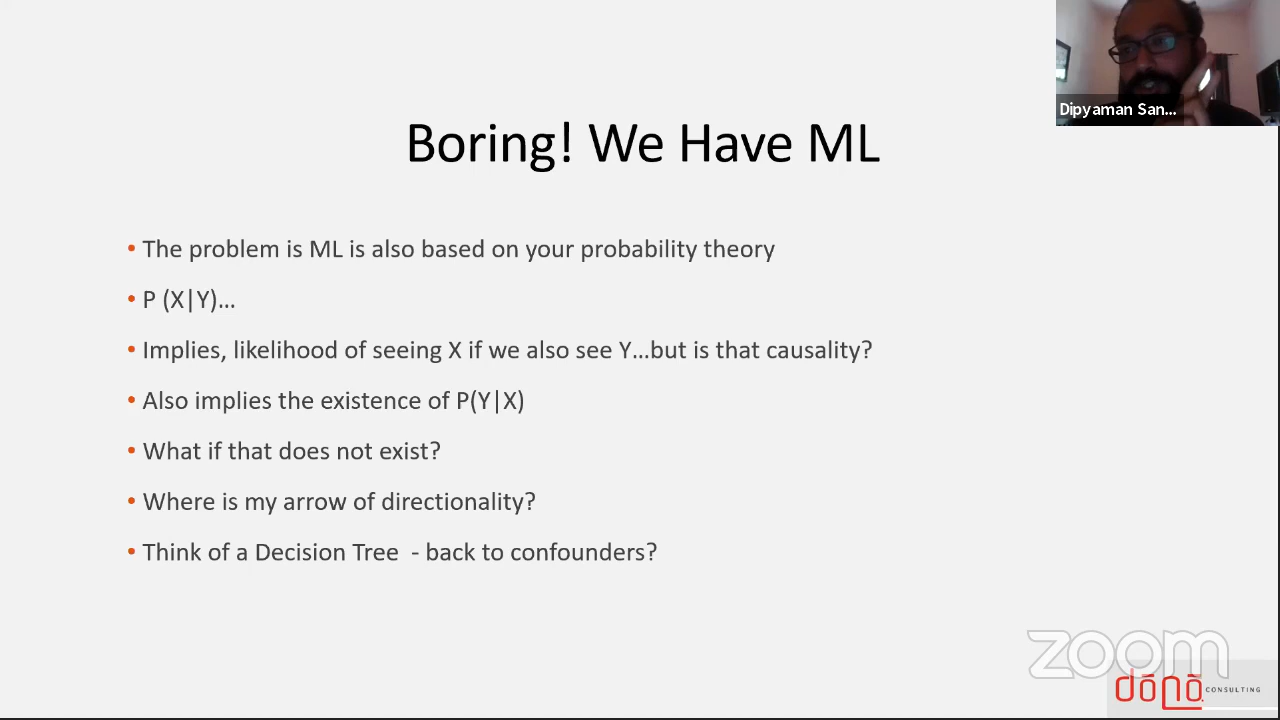 Dipyaman San...
Boring! We Have ML
• The problem is ML is also based on your probability theory
• P (X|Y)...
• Implies, likelihood of seeing X if we also see Y...but is that causality?
• Also implies the existence of P(Y|X)
• What if that does not exist?
• Where is my arrow of directionality?
• Think of a Decision Tree  - back to confounders?
zoom
dōnō CONSULTING